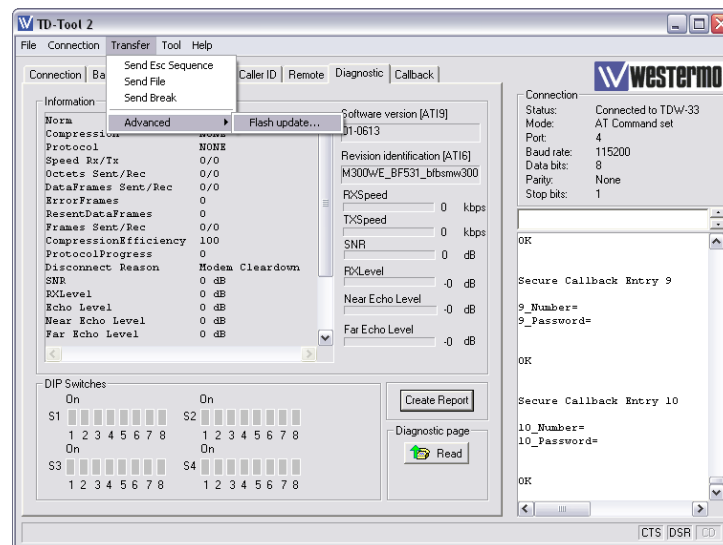 TD-Tool 2
File Connection Transfer Tool Help
Send Esc Sequence
Send File
Send Break
Advanced
Flash update...
Connection Ba Caller ID Remote Diagnostic Callback
westermo
Information
Norm
Compression NONE
Protocol NONE
Speed Rx/Tx 0/0
Octets Sent/Rec 0/0
DataFrames Sent/Rec 0/0
ErrorFrames 0
ResentDataFrames 0
Frames Sent/Rec 0/0
CompressionEfficiency 100
ProtocolProgress 0
Disconnect Reason Modem Cleardown
SNR 0 dB
RXLevel 0 dB
Echo Level 0 dB
Near Echo Level 0 dB
Far Echo Level 0 dB
Software version [ATI9]
01-0613
Revision identification [ATI6]
M300WE_BF531_bfbsmw300
RXSpeed
0 kbps
TXSpeed
0 kbps
SNR
0 dB
RXLevel
-0 dB
Near Echo Level
-0 dB
Far Echo Level
-0 dB
Connection
Status: Connected to TDW-33
Mode: AT Command set
Port: 4
Baud rate: 115200
Data bits: 8
Parity: None
Stop bits: 1
OK
Secure Callback Entry 9
9_Number=
9_Password=
OK
Secure Callback Entry 10
10_Number=
10_Password=
OK
DIP Switches
On On
S1 S2
1 2 3 4 5 6 7 8 1 2 3 4 5 6 7 8
On On
S3 S4
1 2 3 4 5 6 7 8 1 2 3 4 5 6 7 8
Create Report
Diagnostic page
Read
CTS DSR CD